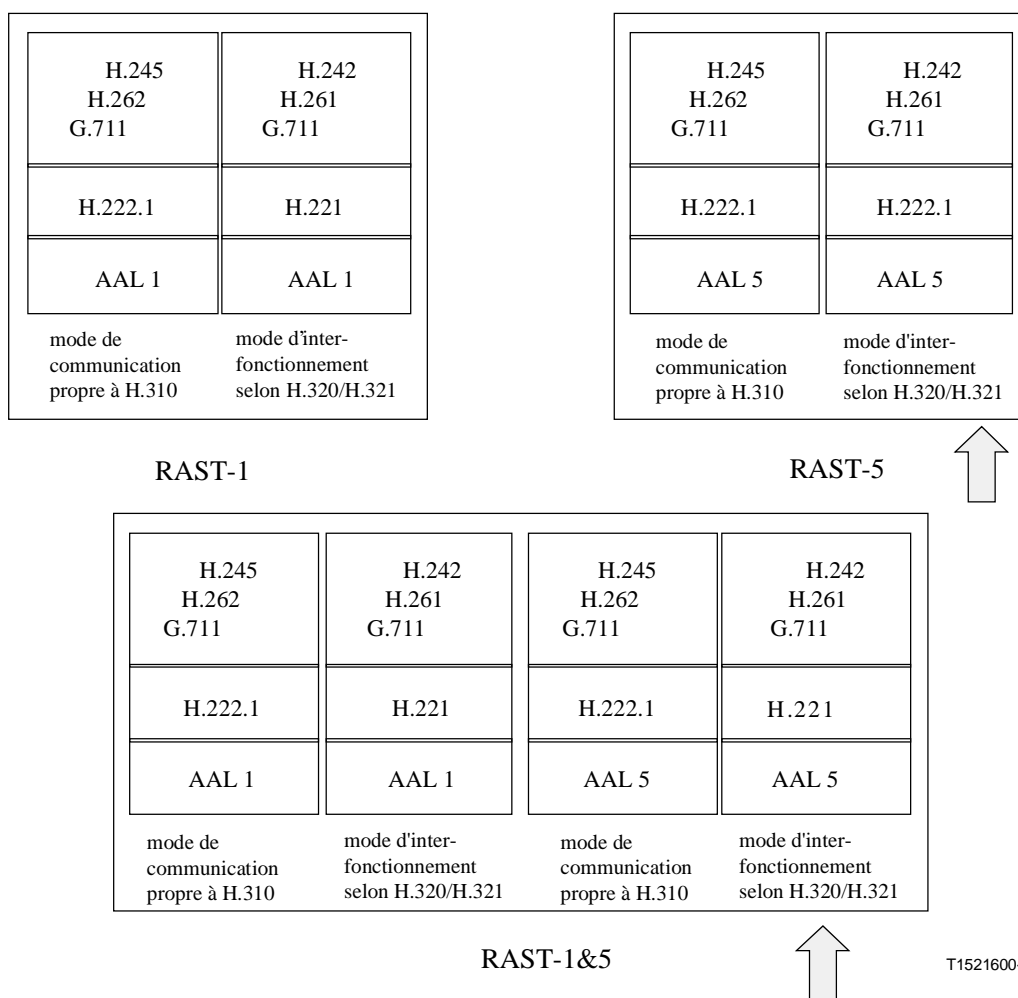 H.245
H.262
G.711
H.222.1
AAL 1
mode de
communication
propre à H.310
H.242
H.261
G.711
H.221
AAL 1
mode d'inter-
fonctionnement
selon H.320/H.321
RAST-1
H.245
H.262
G.711
H.222.1
AAL 5
mode de
communication
propre à H.310
H.242
H.261
G.711
H.222.1
AAL 5
mode d'inter-
fonctionnement
selon H.320/H.321
RAST-5
H.245
H.262
G.711
H.222.1
AAL 1
mode de
communication
propre à H.310
H.242
H.261
G.711
H.221
AAL 1
mode d'inter-
fonctionnement
selon H.320/H.321
H.245
H.262
G.711
H.222.1
AAL 5
mode de
communication
propre à H.310
H.242
H.261
G.711
H.221
AAL 5
mode d'inter-
fonctionnement
selon H.320/H.321
RAST-1&5
T1521600-